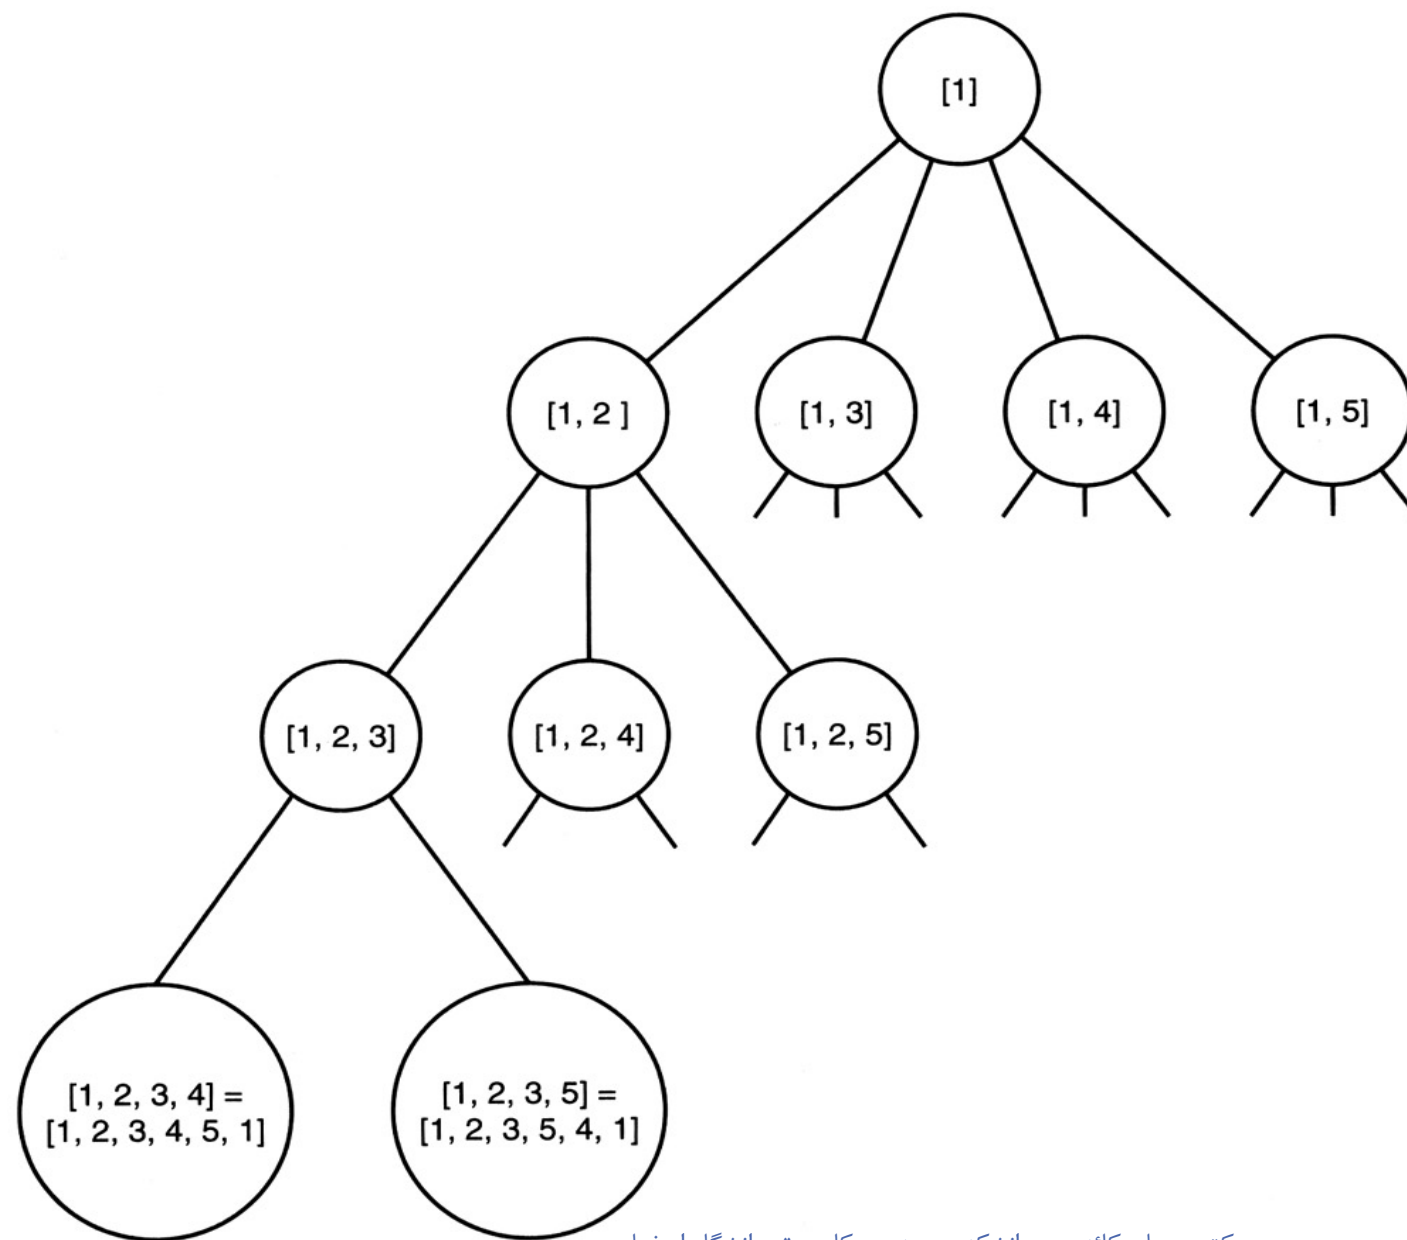 [1]
[1, 2 ]
[1, 3]
[1, 4]
[1, 5]
[1, 2, 3]
[1, 2, 4]
[1, 2, 5]
[1, 2, 3, 4] =
[1, 2, 3, 4, 5, 1]
[1, 2, 3, 5] =
[1, 2, 3, 5, 4, 1]